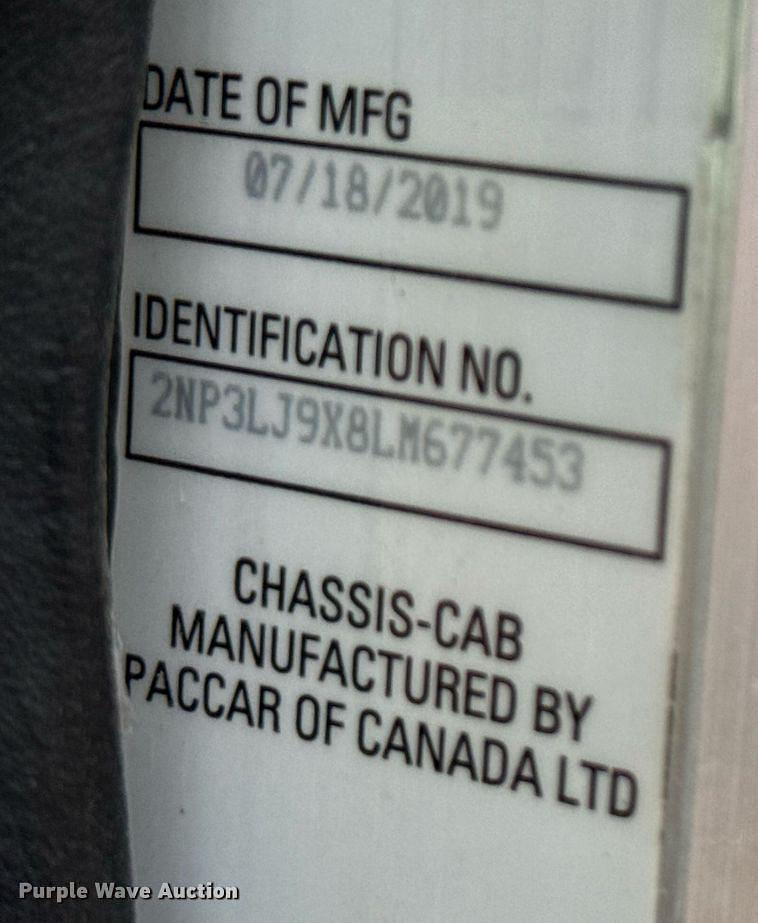 DATE OF MFG
07/18/2019
IDENTIFICATION NO.
2NP3LJ9X8LM677453
CHASSIS-CAB
MANUFACTURED BY
PACCAR OF CANADA LTD
Purple Wave Auction